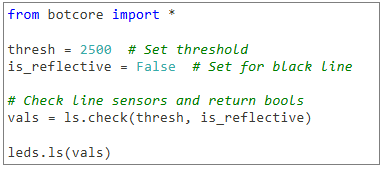 from botcore import *
thresh = 2500  # Set threshold
is_reflective = False  # Set for black line
# Check line sensors and return bools
vals = ls.check(thresh, is_reflective)
leds.ls(vals)